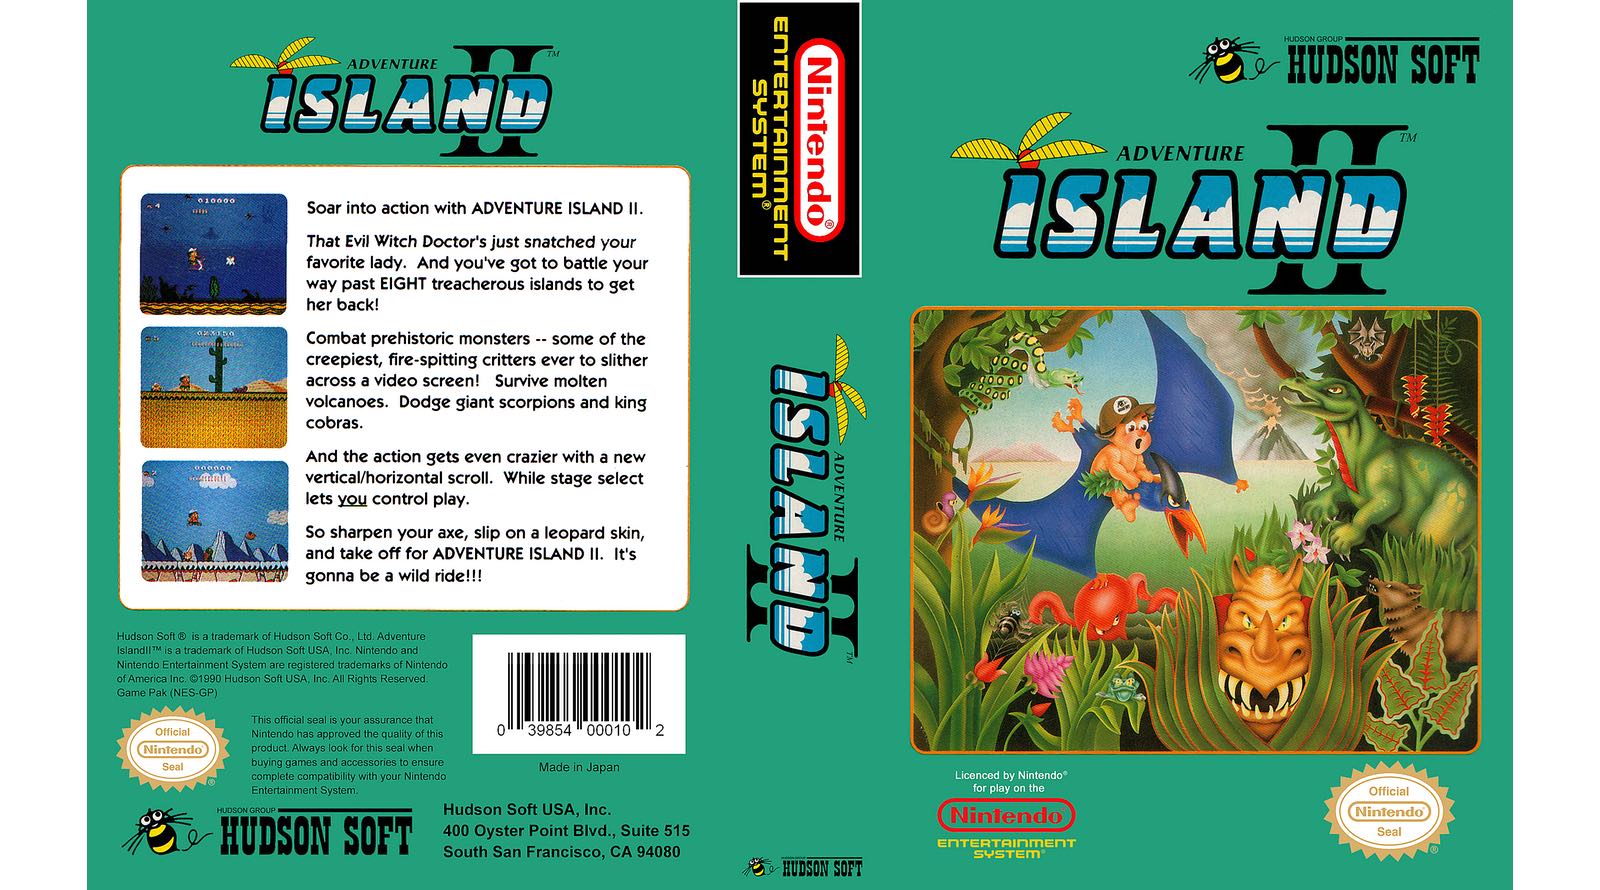 ADVENTURE
ISLAND II ™
010000
023150
000000
Soar into action with ADVENTURE ISLAND II.
That Evil Witch Doctor's just snatched your
favorite lady. And you've got to battle your
way past EIGHT treacherous islands to get
her back!
Combat prehistoric monsters -- some of the
creepiest, fire-spitting critters ever to slither
across a video screen! Survive molten
volcanoes. Dodge giant scorpions and king
cobras.
And the action gets even crazier with a new
vertical/horizontal scroll. While stage select
lets you control play.
So sharpen your axe, slip on a leopard skin,
and take off for ADVENTURE ISLAND II. It's
gonna be a wild ride!!!
Hudson Soft ® is a trademark of Hudson Soft Co., Ltd. Adventure
IslandII™ is a trademark of Hudson Soft USA, Inc. Nintendo and
Nintendo Entertainment System are registered trademarks of Nintendo
of America Inc. ©1990 Hudson Soft USA, Inc. All Rights Reserved.
Game Pak (NES-GP)
Official
Nintendo
Seal
®
This official seal is your assurance that
Nintendo has approved the quality of this
product. Always look for this seal when
buying games and accessories to ensure
complete compatibility with your Nintendo
Entertainment System.
0 39854 00010 2
Made in Japan
HUDSON GROUP
HUDSON SOFT
Hudson Soft USA, Inc.
400 Oyster Point Blvd., Suite 515
South San Francisco, CA 94080
Nintendo®
ENTERTAINMENT
SYSTEM®
ADVENTURE
ISLAND II ™
HUDSON GROUP
HUDSON SOFT
HUDSON GROUP
HUDSON SOFT
ADVENTURE
ISLAND II ™
Licenced by Nintendo®
for play on the
Nintendo
ENTERTAINMENT
SYSTEM®
Official
Nintendo
Seal
®